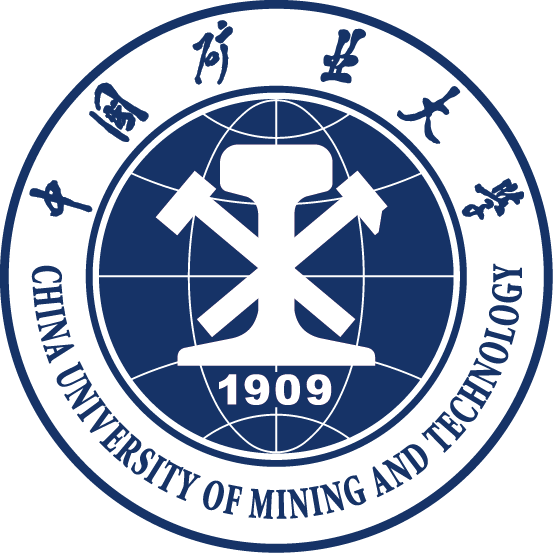 中国矿业大学
1909
CHINA UNIVERSITY OF MINING AND TECHNOLOGY